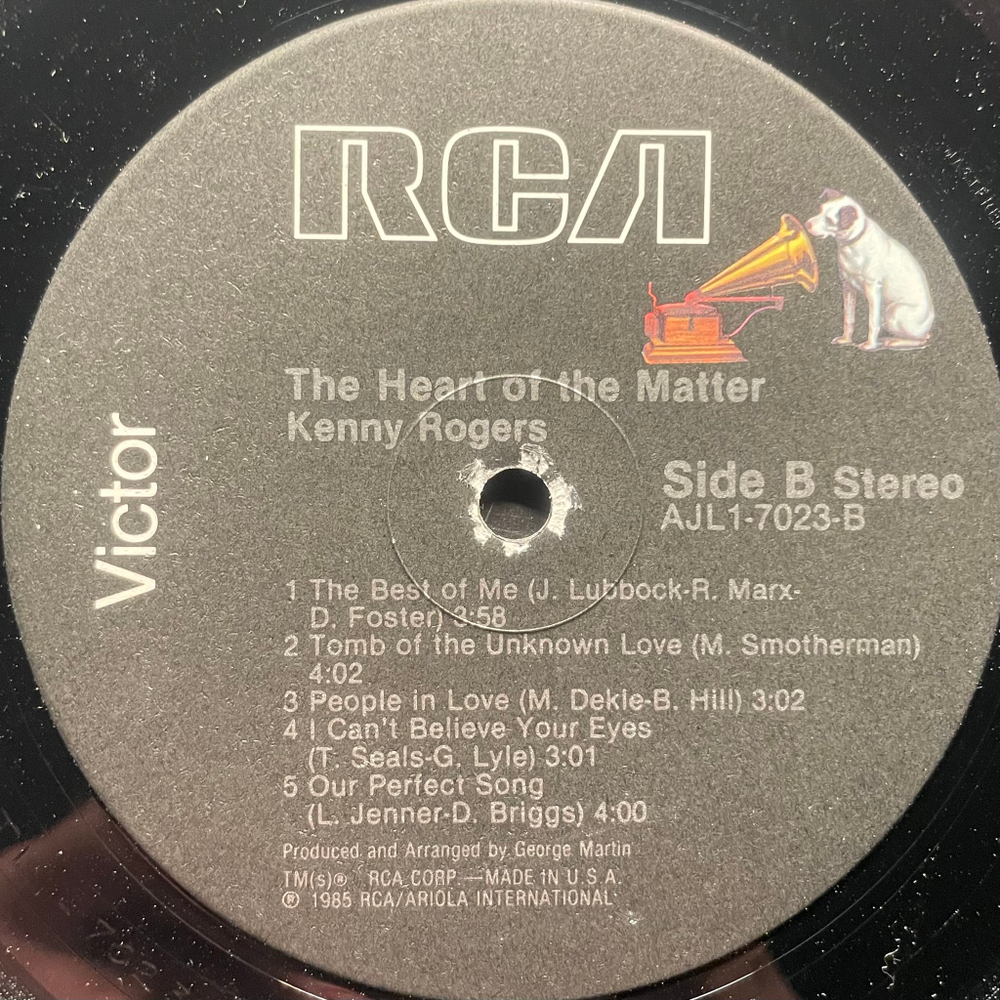 RCA
The Heart of the Matter
Kenny Rogers
Victor
Side B Stereo
AJL1-7023-B
1 The Best of Me (J. Lubbock-R. Marx-
D. Foster) 3:58
2 Tomb of the Unknown Love (M. Smotherman)
4:02
3 People in Love (M. Dekle-B. Hill) 3:02
4 I Can't Believe Your Eyes
(T. Seals-G. Lyle) 3:01
5 Our Perfect Song
(L. Jenner-D. Briggs) 4:00
Produced and Arranged by George Martin
TM(s)® RCA CORP.—MADE IN U.S.A.
℗ 1985 RCA/ARIOLA INTERNATIONAL